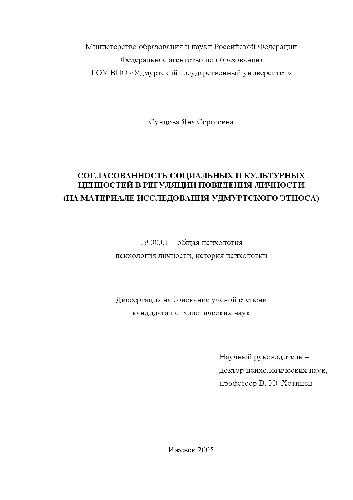 Министерство образования и науки Российской Федерации
Федеральное агентство по образованию
ГОУ ВПО «Удмуртский государственный университет»
Сунцова Яна Сергеевна
СОГЛАСОВАННОСТЬ СОЦИАЛЬНЫХ И КУЛЬТУРНЫХ
ЦЕННОСТЕЙ В РЕГУЛЯЦИИ ПОВЕДЕНИЯ ЛИЧНОСТИ
(НА МАТЕРИАЛЕ ИССЛЕДОВАНИЯ УДМУРТСКОГО ЭТНОСА)
19.00.01 – общая психология
психология личности, история психологии
Диссертация на соискание ученой степени
кандидата психологических наук
Научный руководитель –
доктор психологических наук,
профессор В. Ю. Хотинец
Ижевск 2005